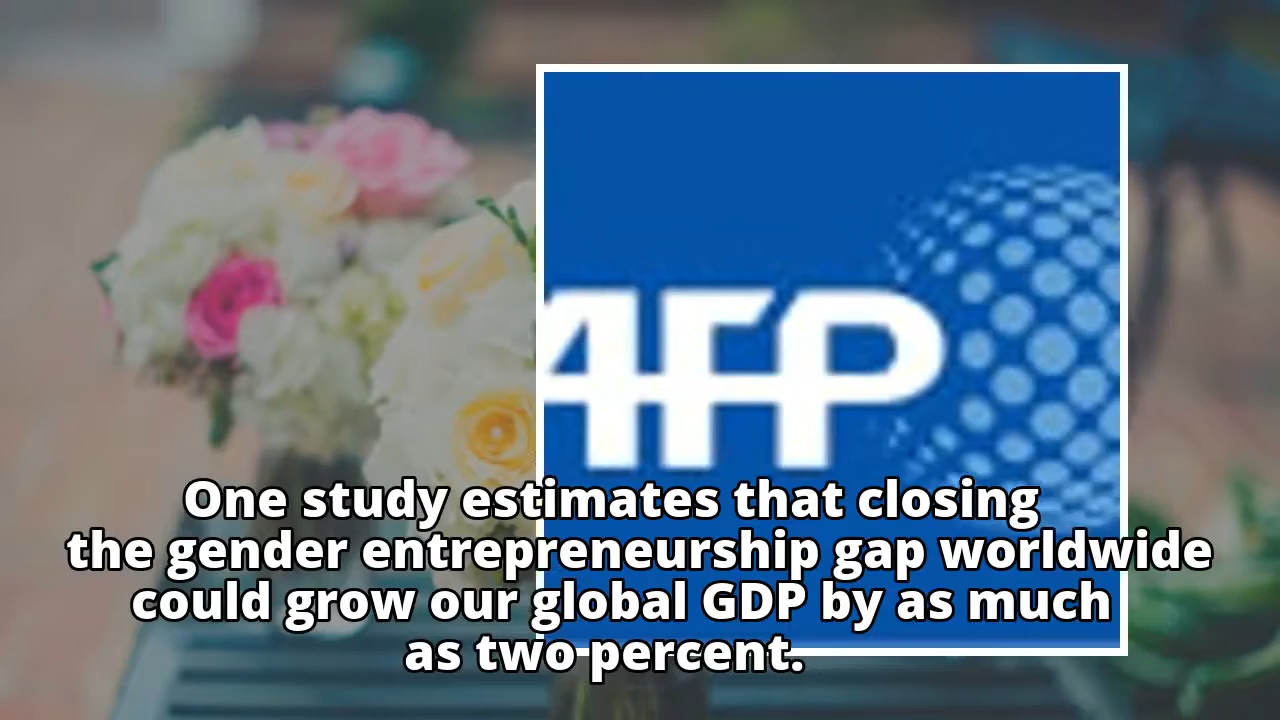 AFP
One study estimates that closing
the gender entrepreneurship gap worldwide
could grow our global GDP by as much
as two percent.